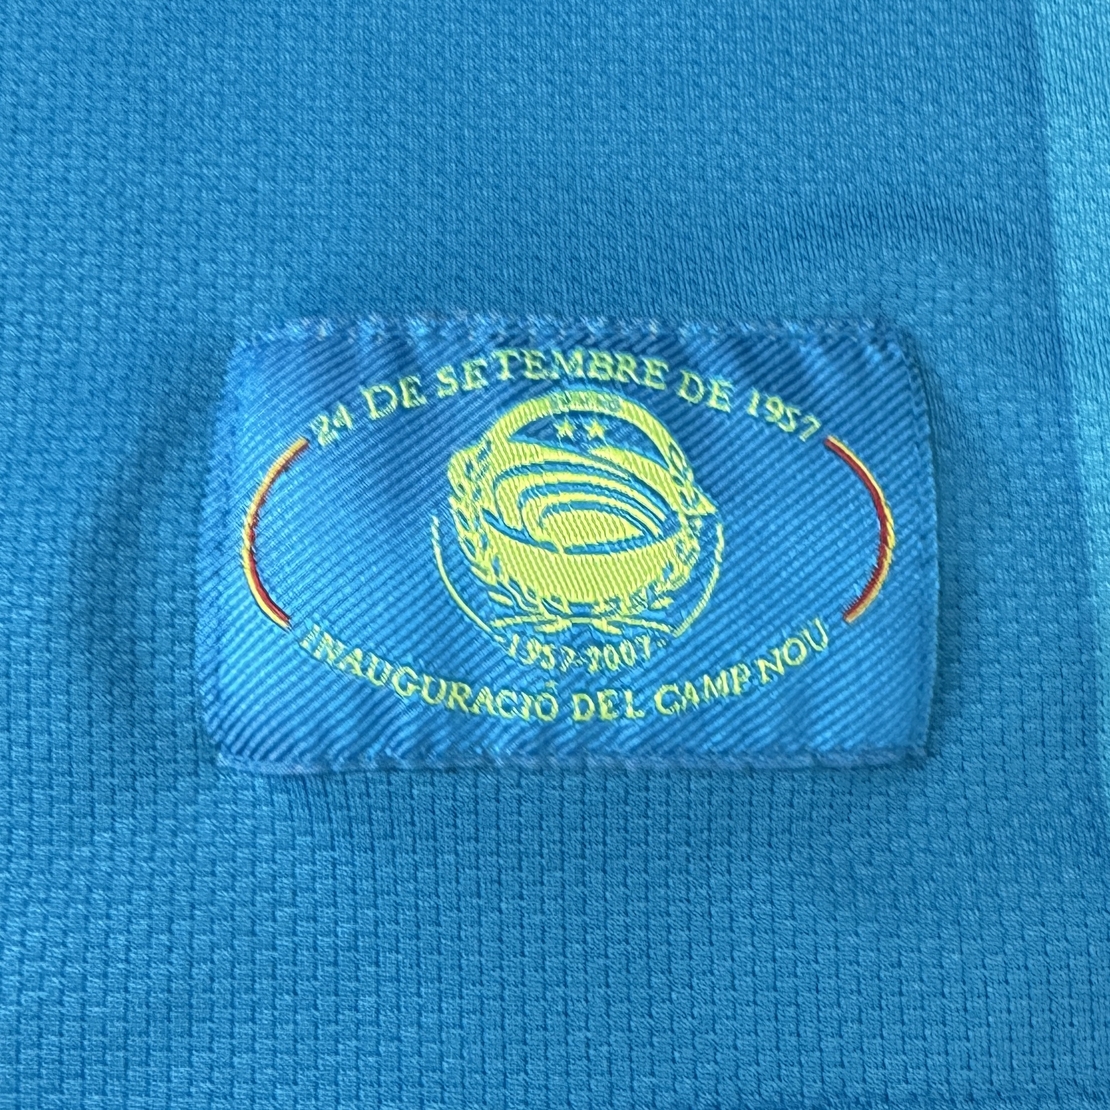 24 DE SETEMBRE DE 1957
1957-2007
INAUGURACIÓ DEL CAMP NOU